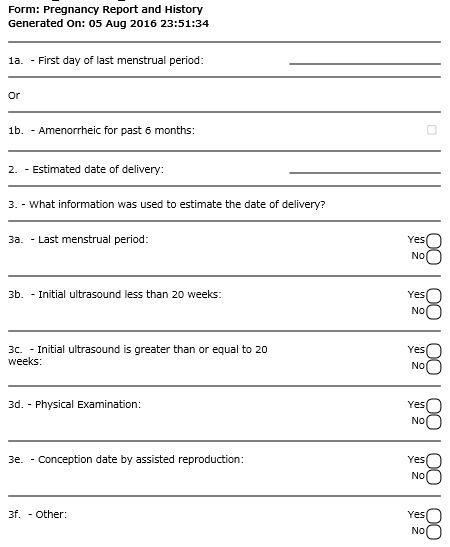 Form: Pregnancy Report and History
Generated On: 05 Aug 2016 23:51:34
1a. - First day of last menstrual period:
Or
1b. - Amenorrheic for past 6 months:
2. - Estimated date of delivery:
3. - What information was used to estimate the date of delivery?
3a. - Last menstrual period: Yes
No
3b. - Initial ultrasound less than 20 weeks: Yes
No
3c. - Initial ultrasound is greater than or equal to 20 Yes
weeks: No
3d. - Physical Examination: Yes
No
3e. - Conception date by assisted reproduction: Yes
No
3f. - Other: Yes
No